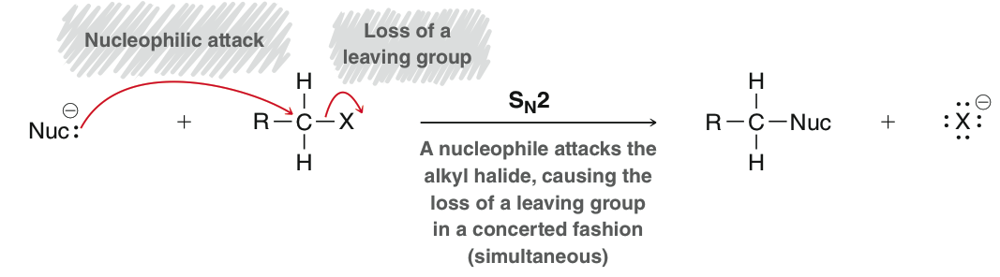 Nucleophilic attack
Loss of a
leaving group
⊖
Nuc:
+
H
R–C–X
H
SN2
A nucleophile attacks the
alkyl halide, causing the
loss of a leaving group
in a concerted fashion
(simultaneous)
H
R–C–Nuc
H
+
⊖
:X: